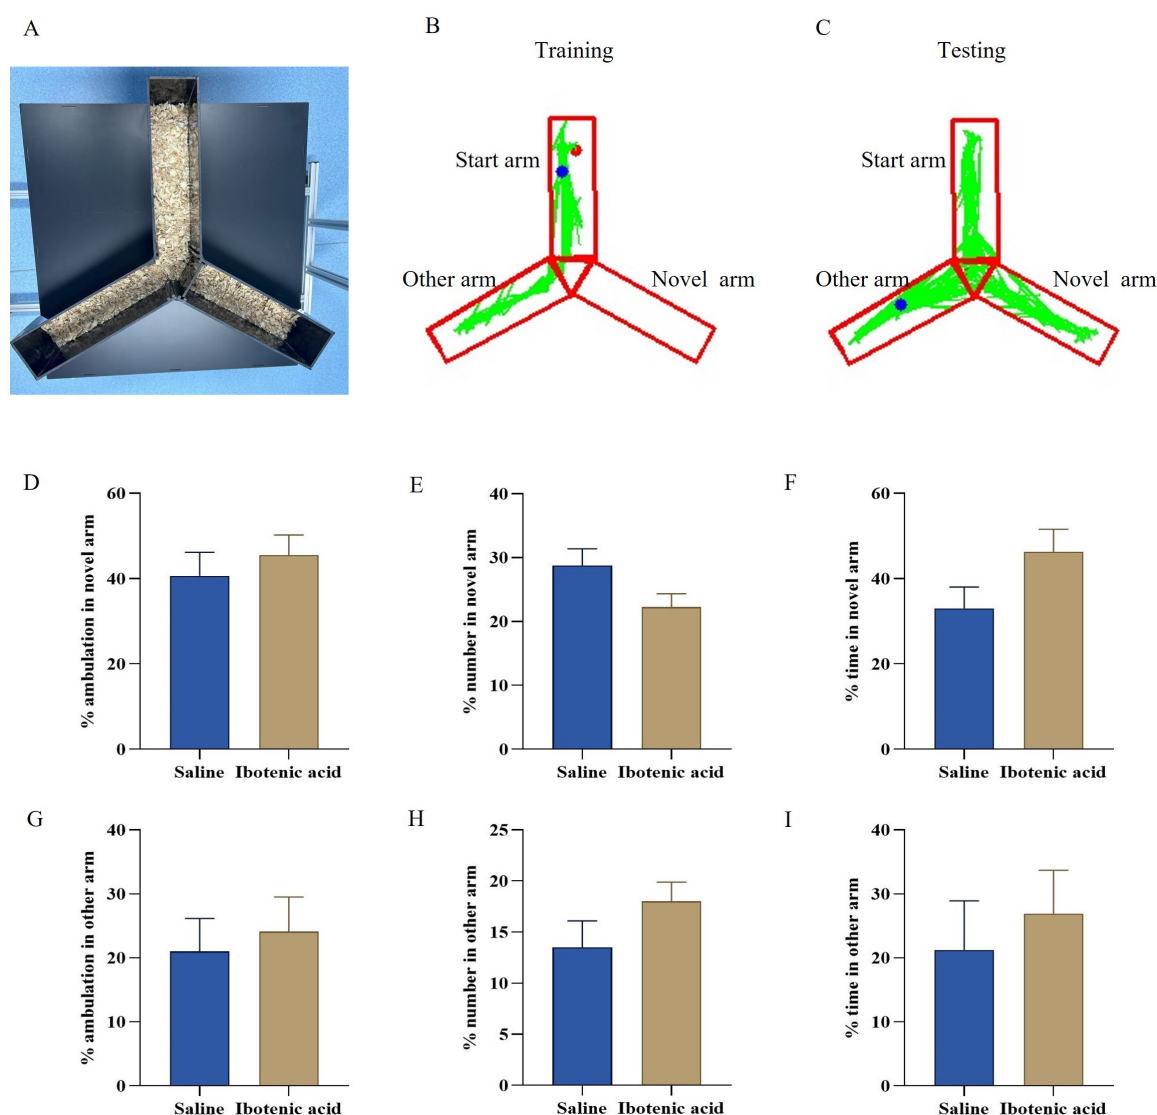 A
B
C
Training
Testing
Start arm
Start arm
Other arm
Novel arm
Other arm
Novel arm
D
E
F
% ambulation in novel arm
60
40
20
0
Saline
Ibotenic acid
% number in novel arm
40
30
20
10
0
Saline
Ibotenic acid
% time in novel arm
60
40
20
0
Saline
Ibotenic acid
G
H
I
% ambulation in other arm
40
30
20
10
0
Saline
Ibotenic acid
% number in other arm
25
20
15
10
5
0
Saline
Ibotenic acid
% time in other arm
40
30
20
10
0
Saline
Ibotenic acid